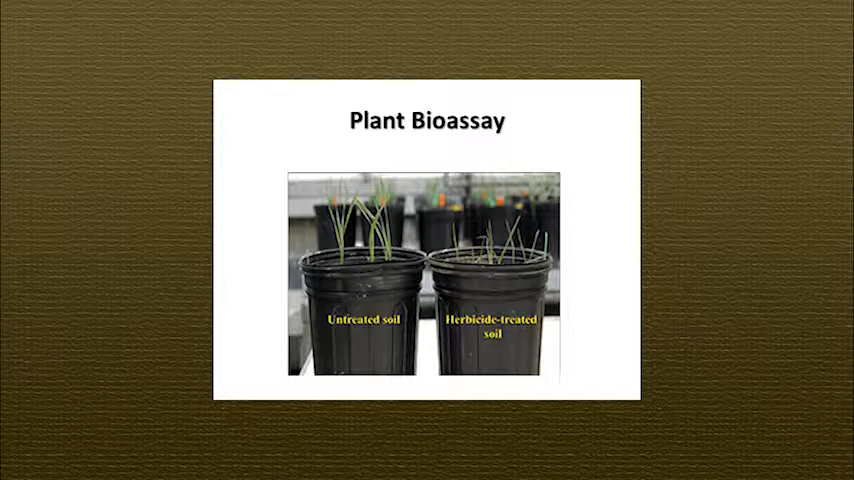 Plant Bioassay
Untreated soil
Herbicide-treated
soil